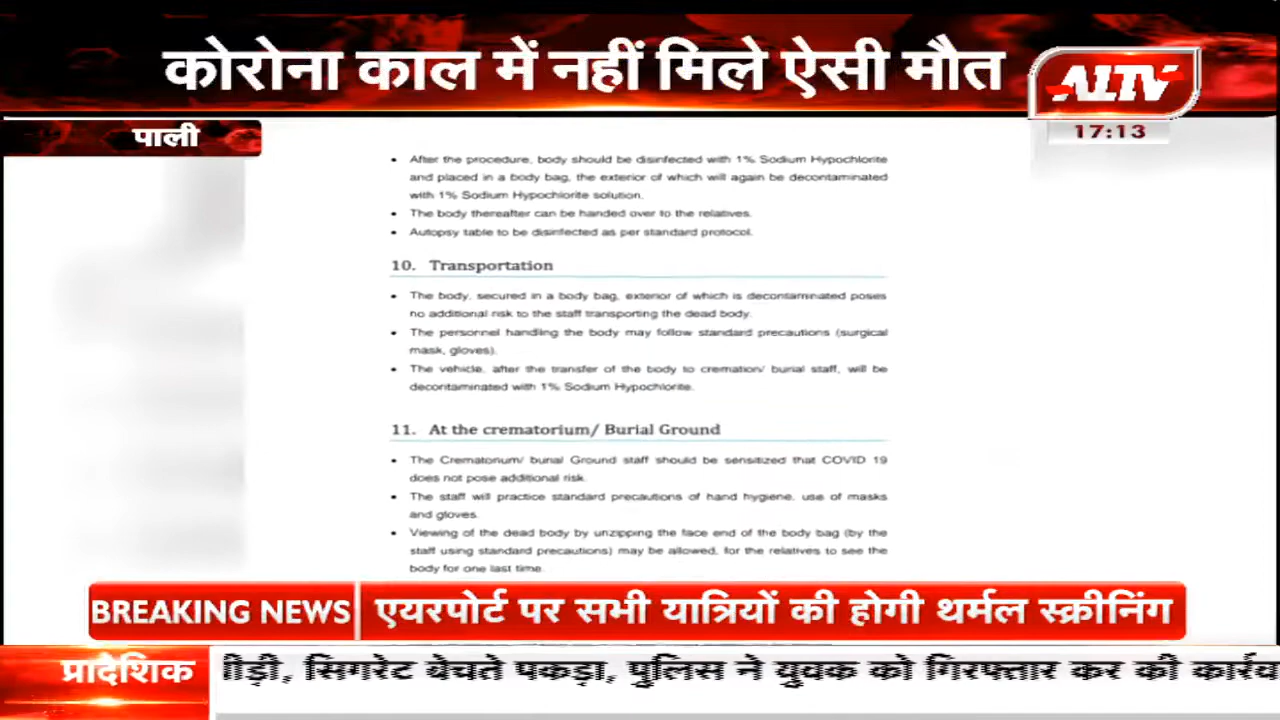 कोरोना काल में नहीं मिले ऐसी मौत
ALTV
17:13
पाली
• After the procedure, body should be disinfected with 1% Sodium Hypochlorite
and placed in a body bag, the exterior of which will again be decontaminated
with 1% Sodium Hypochlorite solution.
• The body thereafter can be handed over to the relatives.
• Autopsy table to be disinfected as per standard protocol.
10. Transportation
• The body, secured in a body bag, exterior of which is decontaminated poses
no additional risk to the staff transporting the dead body.
• The personnel handling the body may follow standard precautions (surgical
mask, gloves).
• The vehicle, after the transfer of the body to cremation/ burial staff, will be
decontaminated with 1% Sodium Hypochlorite.
11. At the crematorium/ Burial Ground
• The Crematorium/ burial Ground staff should be sensitized that COVID 19
does not pose additional risk.
• The staff will practice standard precautions of hand hygiene, use of masks
and gloves.
• Viewing of the dead body by unzipping the face end of the body bag (by the
staff using standard precautions) may be allowed, for the relatives to see the
body for one last time.
BREAKING NEWS एयरपोर्ट पर सभी यात्रियों की होगी थर्मल स्क्रीनिंग
प्रादेशिक सिगरेट बेचते पकड़ा, पुलिस ने युवक को गिरफ्तार कर की